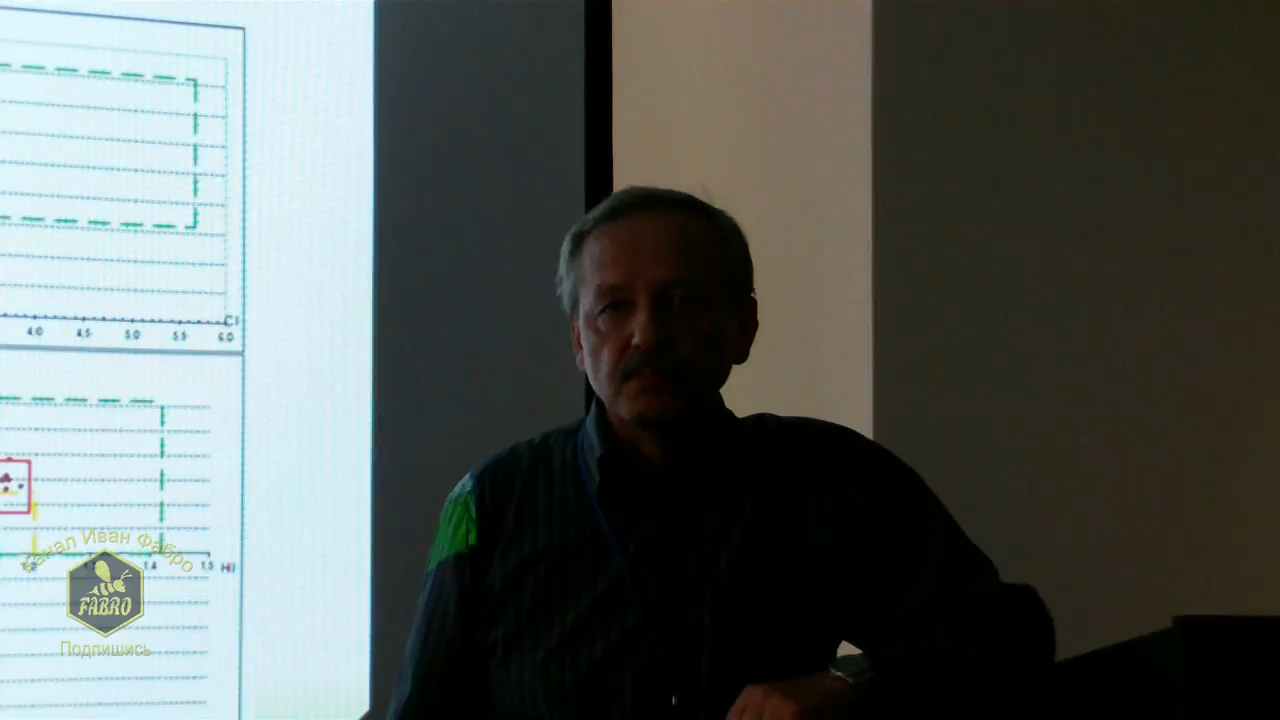 4.0 4.5 5.0 5.5 6.0 CI
1.4 1.5 HI
Канал Иван Фабро
FABRO
Подпишись